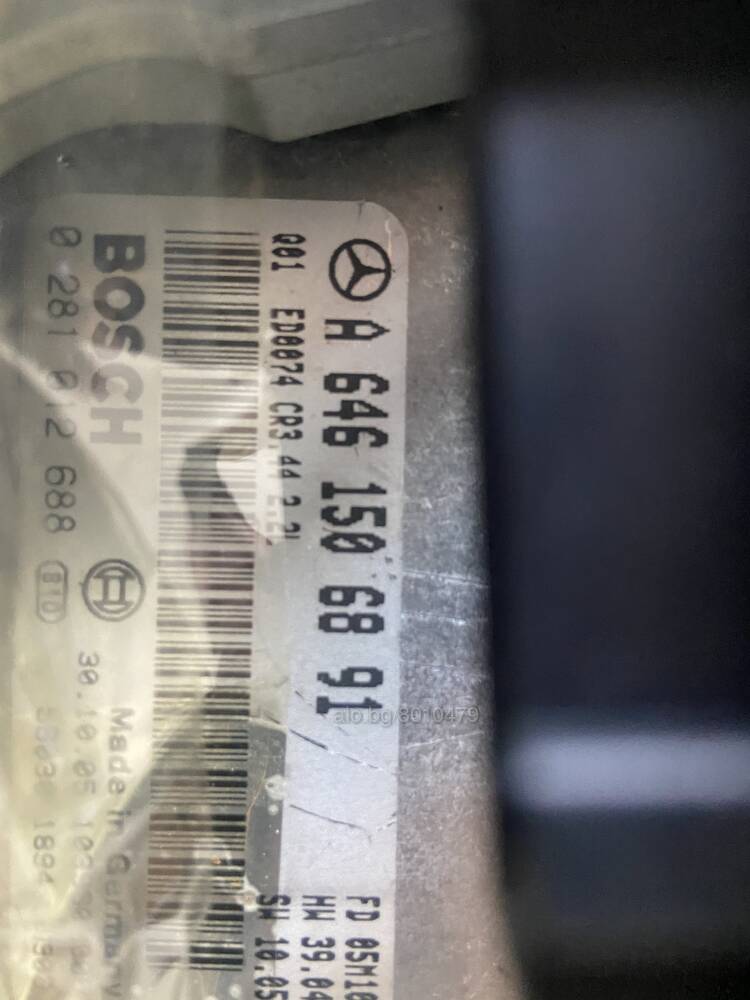 A 646 150 68 91
FD 05M10
HW 39.04
SW 10.05
Q01 ED0074 CR3.44 2.2l
BOSCH
Made in Germany
0 281 012 688
B10
30.10.05
alo.bg/8010479